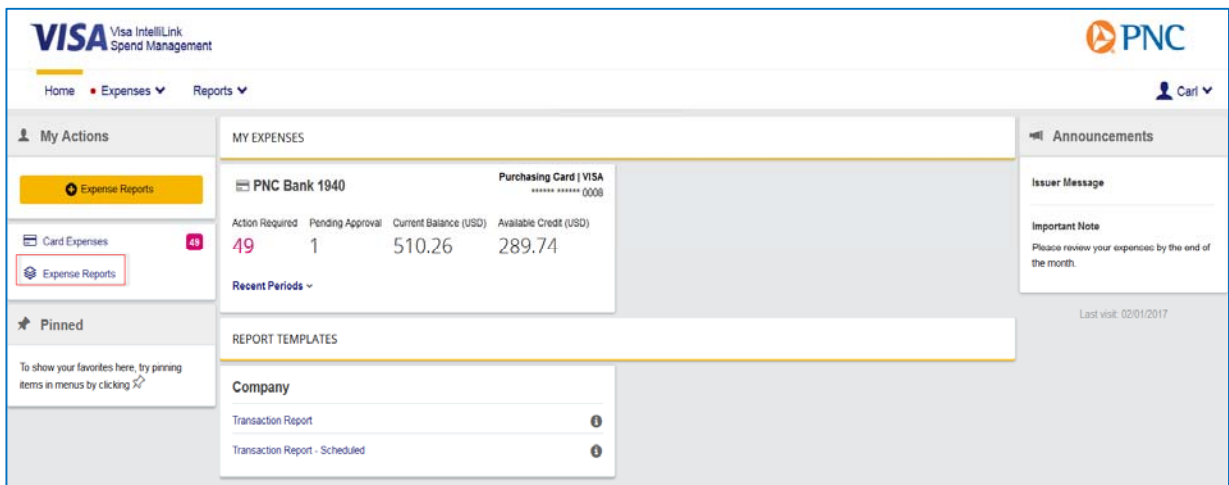 VISA Visa IntelliLink
Spend Management
PNC
Home Expenses Reports
Carl
My Actions
Expense Reports
Card Expenses 49
Expense Reports
Pinned
To show your favorites here, try pinning
items in menus by clicking
MY EXPENSES
PNC Bank 1940
Purchasing Card | VISA
****** ****** 0008
Action Required Pending Approval Current Balance (USD) Available Credit (USD)
49 1 510.26 289.74
Recent Periods
REPORT TEMPLATES
Company
Transaction Report
Transaction Report - Scheduled
Announcements
Issuer Message
Important Note
Please review your expenses by the end of
the month.
Last visit: 02/01/2017